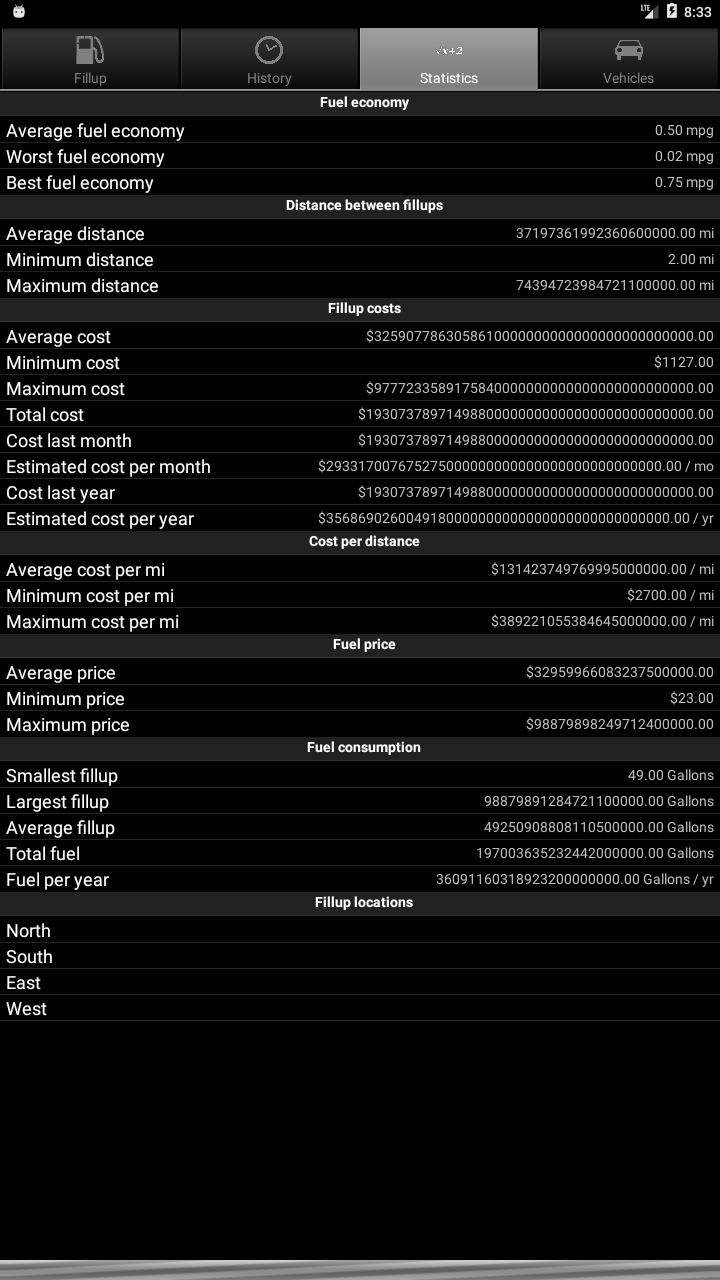 LTE 8:33
√x+2
Fillup History Statistics Vehicles
Fuel economy
Average fuel economy 0.50 mpg
Worst fuel economy 0.02 mpg
Best fuel economy 0.75 mpg
Distance between fillups
Average distance 37197361992360600000.00 mi
Minimum distance 2.00 mi
Maximum distance 74394723984721100000.00 mi
Fillup costs
Average cost $3259077863058610000000000000000000000000.00
Minimum cost $1127.00
Maximum cost $9777233589175840000000000000000000000000.00
Total cost $19307378971498800000000000000000000000000.00
Cost last month $19307378971498800000000000000000000000000.00
Estimated cost per month $29331700767527500000000000000000000000000.00 / mo
Cost last year $19307378971498800000000000000000000000000.00
Estimated cost per year $35686902600491800000000000000000000000000.00 / yr
Cost per distance
Average cost per mi $131423749769995000000.00 / mi
Minimum cost per mi $2700.00 / mi
Maximum cost per mi $389221055384645000000.00 / mi
Fuel price
Average price $32959966083237500000.00
Minimum price $23.00
Maximum price $98879898249712400000.00
Fuel consumption
Smallest fillup 49.00 Gallons
Largest fillup 98879891284721100000.00 Gallons
Average fillup 49250908808110500000.00 Gallons
Total fuel 197003635232442000000.00 Gallons
Fuel per year 36091160318923200000000.00 Gallons / yr
Fillup locations
North
South
East
West